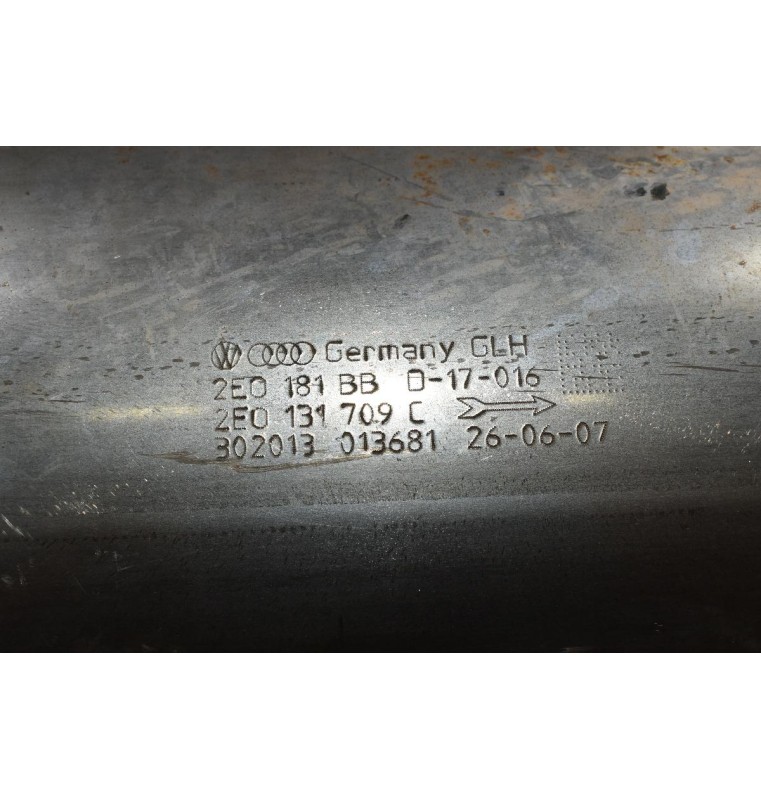 Germany GLH
2E0 181 BB D-17-016
2E0 131 709 C
302013 013681 26-06-07